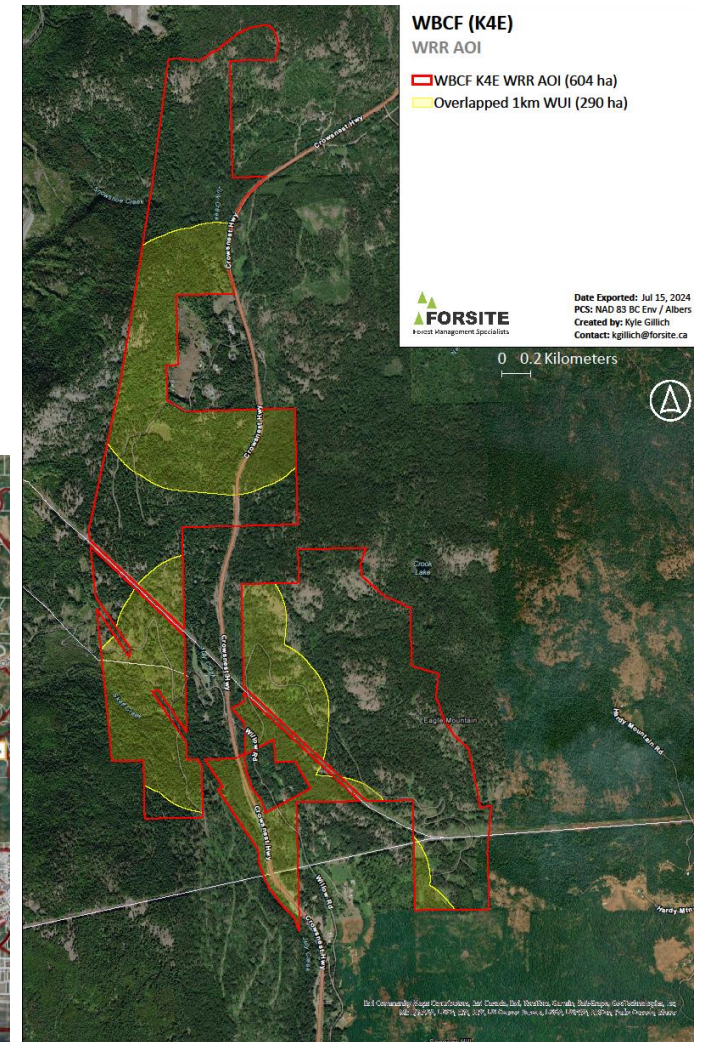 WBCF (K4E)
WRR AOI
WBCF K4E WRR AOI (604 ha)
Overlapped 1km WUI (290 ha)
FORSITE
Forest Management Specialists
Date Exported: Jul 15, 2024
PCS: NAD 83 BC Env / Albers
Created by: Kyle Gillich
Contact: kgillich@forsite.ca
0 0.2 Kilometers
Crowsnest Hwy
Crowsnest Hwy
Crowsnest Hwy
Crook
Lake
Crowsnest Hwy
Eagle Mountain
Hardy Mountain Rd
Willow Rd
Crowsnest Hwy
Willow Rd
Hardy Mtn
Crowsnest Hwy